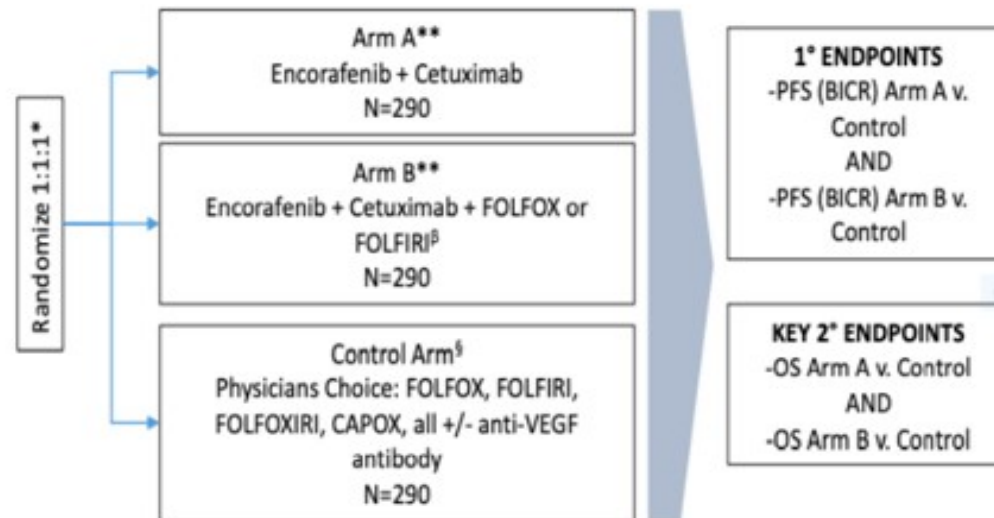 Randomize 1:1:1*
Arm A**
Encorafenib + Cetuximab
N=290
Arm B**
Encorafenib + Cetuximab + FOLFOX or
FOLFIRIᵝ
N=290
Control Arm§
Physicians Choice: FOLFOX, FOLFIRI,
FOLFOXIRI, CAPOX, all +/- anti-VEGF
antibody
N=290
1° ENDPOINTS
-PFS (BICR) Arm A v.
Control
AND
-PFS (BICR) Arm B v.
Control
KEY 2° ENDPOINTS
-OS Arm A v. Control
AND
-OS Arm B v. Control